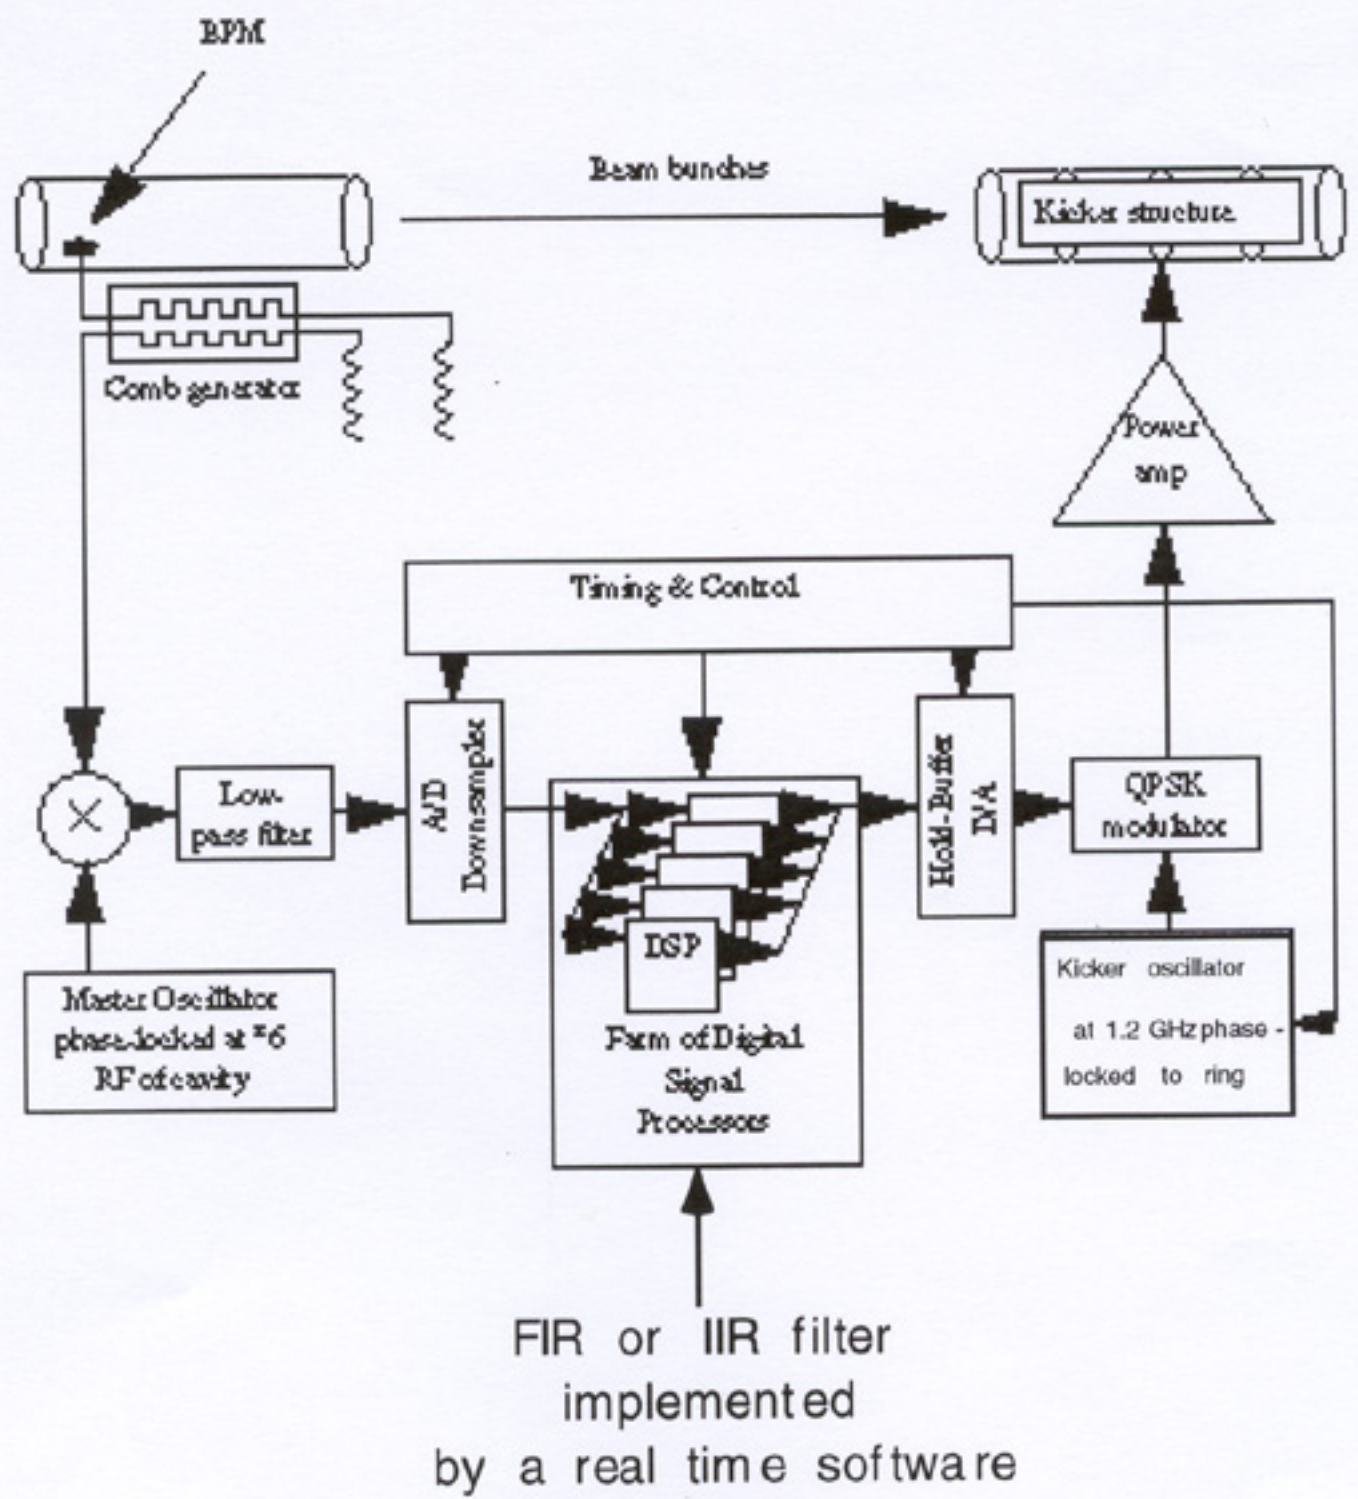 BPM
Beam bunches
Kicker structure
Comb generator
Power
amp
Timing & Control
A/D
Downsampler
Hold-Buffer
D/A
Low-
pass filter
QPSK
modulator
DSP
Master Oscillator
phase-locked at *6
RF of cavity
Farm of Digital
Signal
Processors
Kicker oscillator
at 1.2 GHz phase -
locked to ring
FIR or IIR filter
implemented
by a real time software